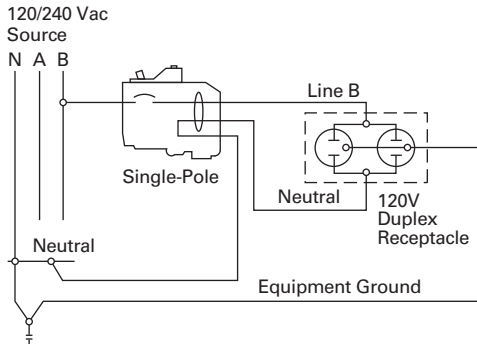 120/240 Vac
Source
N A B
Line B
Single-Pole
Neutral
120V
Duplex
Receptacle
Neutral
Equipment Ground